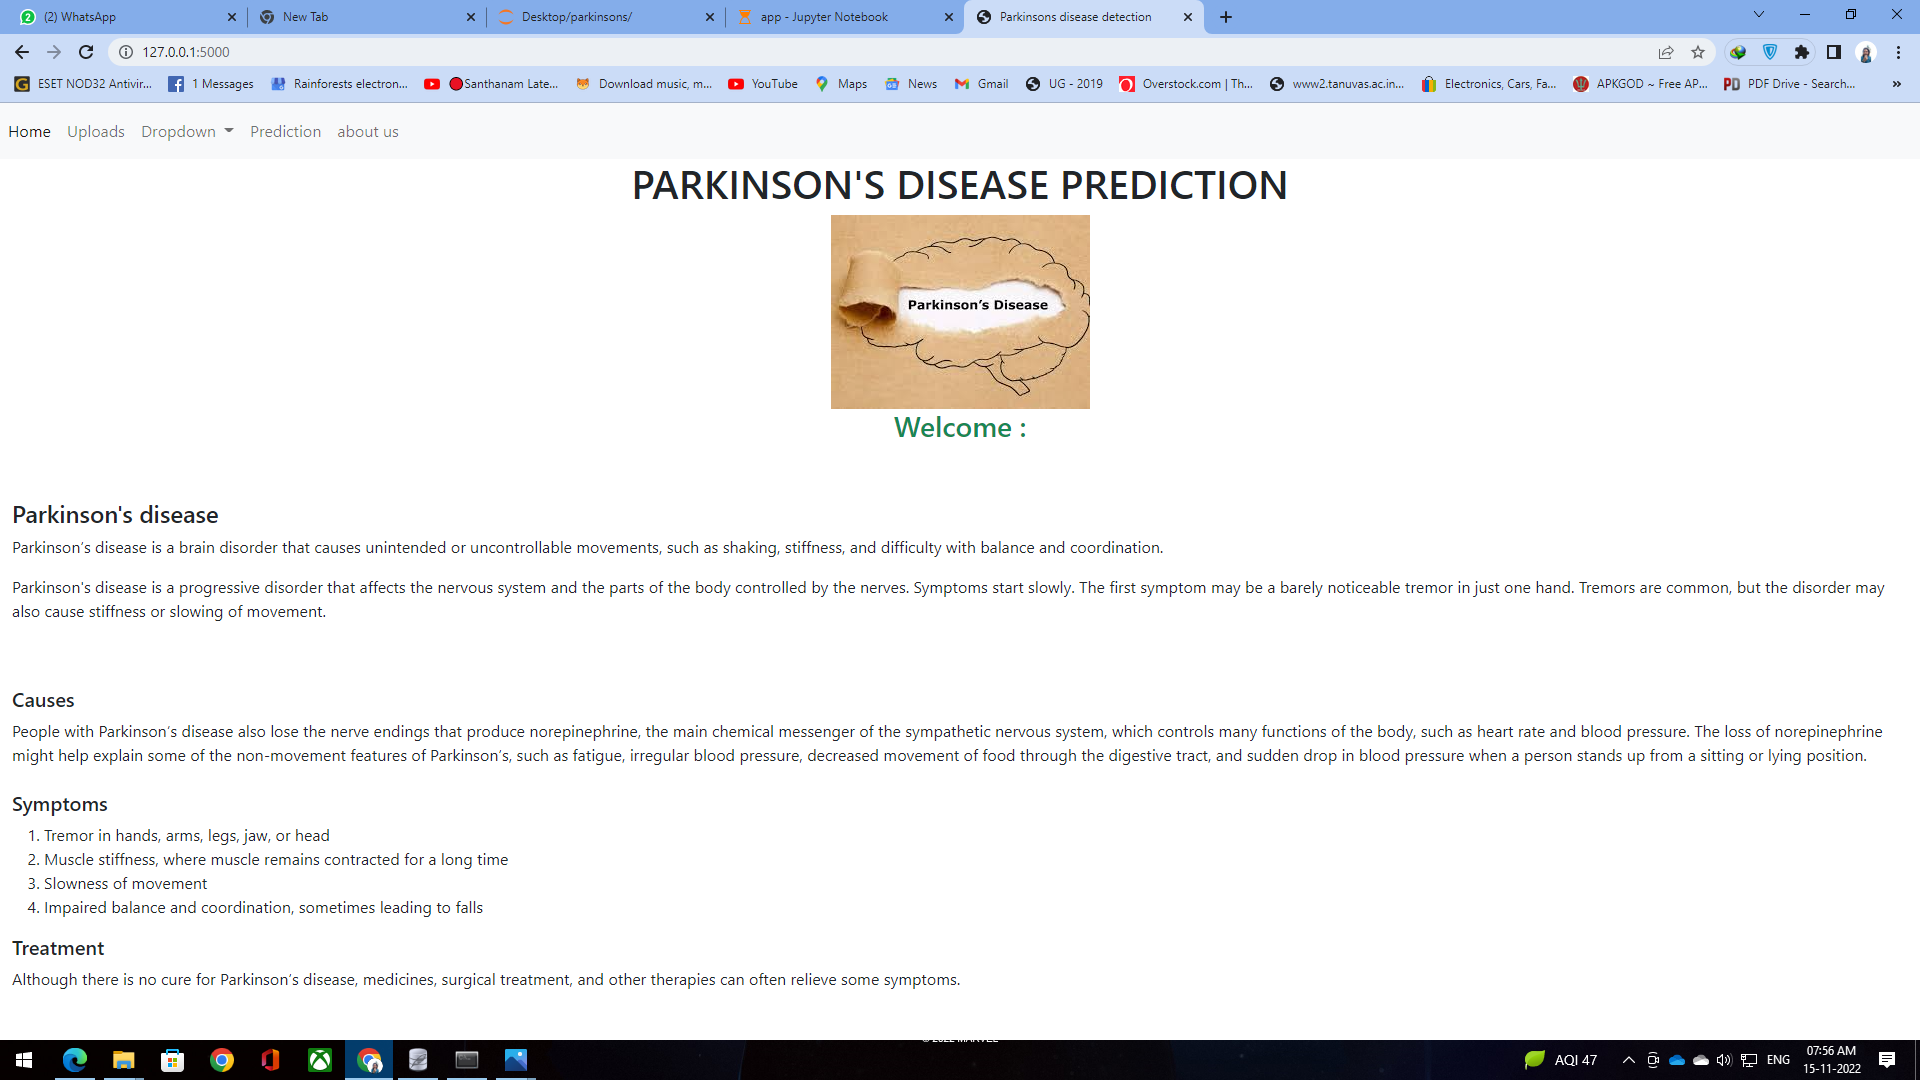 (2) WhatsApp
New Tab
Desktop/parkinsons/
app - Jupyter Notebook
Parkinsons disease detection
127.0.0.1:5000
ESET NOD32 Antivir...
1 Messages
Rainforests electron...
Santhanam Late...
Download music, m...
YouTube
Maps
News
Gmail
UG - 2019
Overstock.com | Th...
www2.tanuvas.ac.in...
Electronics, Cars, Fa...
APKGOD ~ Free AP...
PDF Drive - Search...
Home Uploads Dropdown Prediction about us
PARKINSON'S DISEASE PREDICTION
Parkinson's Disease
Welcome :
Parkinson's disease
Parkinson's disease is a brain disorder that causes unintended or uncontrollable movements, such as shaking, stiffness, and difficulty with balance and coordination.
Parkinson's disease is a progressive disorder that affects the nervous system and the parts of the body controlled by the nerves. Symptoms start slowly. The first symptom may be a barely noticeable tremor in just one hand. Tremors are common, but the disorder may
also cause stiffness or slowing of movement.
Causes
People with Parkinson's disease also lose the nerve endings that produce norepinephrine, the main chemical messenger of the sympathetic nervous system, which controls many functions of the body, such as heart rate and blood pressure. The loss of norepinephrine
might help explain some of the non-movement features of Parkinson's, such as fatigue, irregular blood pressure, decreased movement of food through the digestive tract, and sudden drop in blood pressure when a person stands up from a sitting or lying position.
Symptoms
1. Tremor in hands, arms, legs, jaw, or head
2. Muscle stiffness, where muscle remains contracted for a long time
3. Slowness of movement
4. Impaired balance and coordination, sometimes leading to falls
Treatment
Although there is no cure for Parkinson's disease, medicines, surgical treatment, and other therapies can often relieve some symptoms.
© 2022 MARVEL
AQI 47
ENG
07:56 AM
15-11-2022